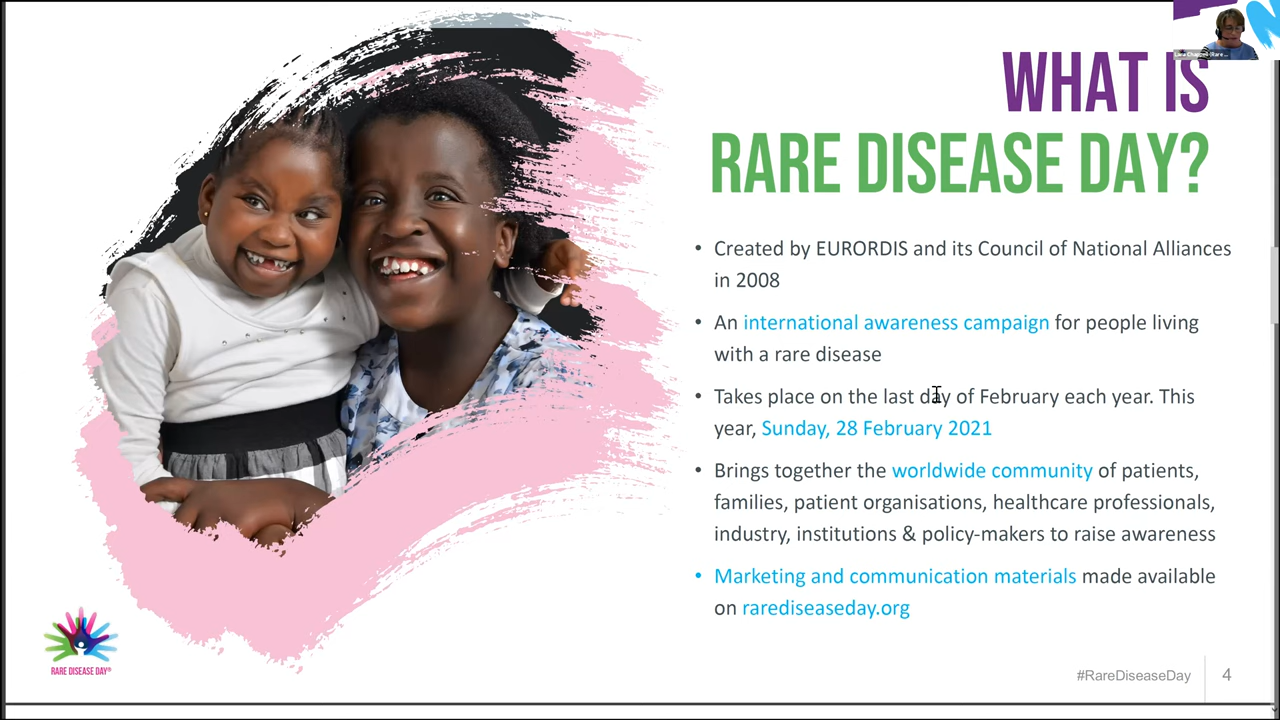 WHAT IS
RARE DISEASE DAY?
• Created by EURORDIS and its Council of National Alliances
in 2008
• An international awareness campaign for people living
with a rare disease
• Takes place on the last day of February each year. This
year, Sunday, 28 February 2021
• Brings together the worldwide community of patients,
families, patient organisations, healthcare professionals,
industry, institutions & policy-makers to raise awareness
• Marketing and communication materials made available
on rarediseaseday.org
RARE DISEASE DAY®
#RareDiseaseDay
4